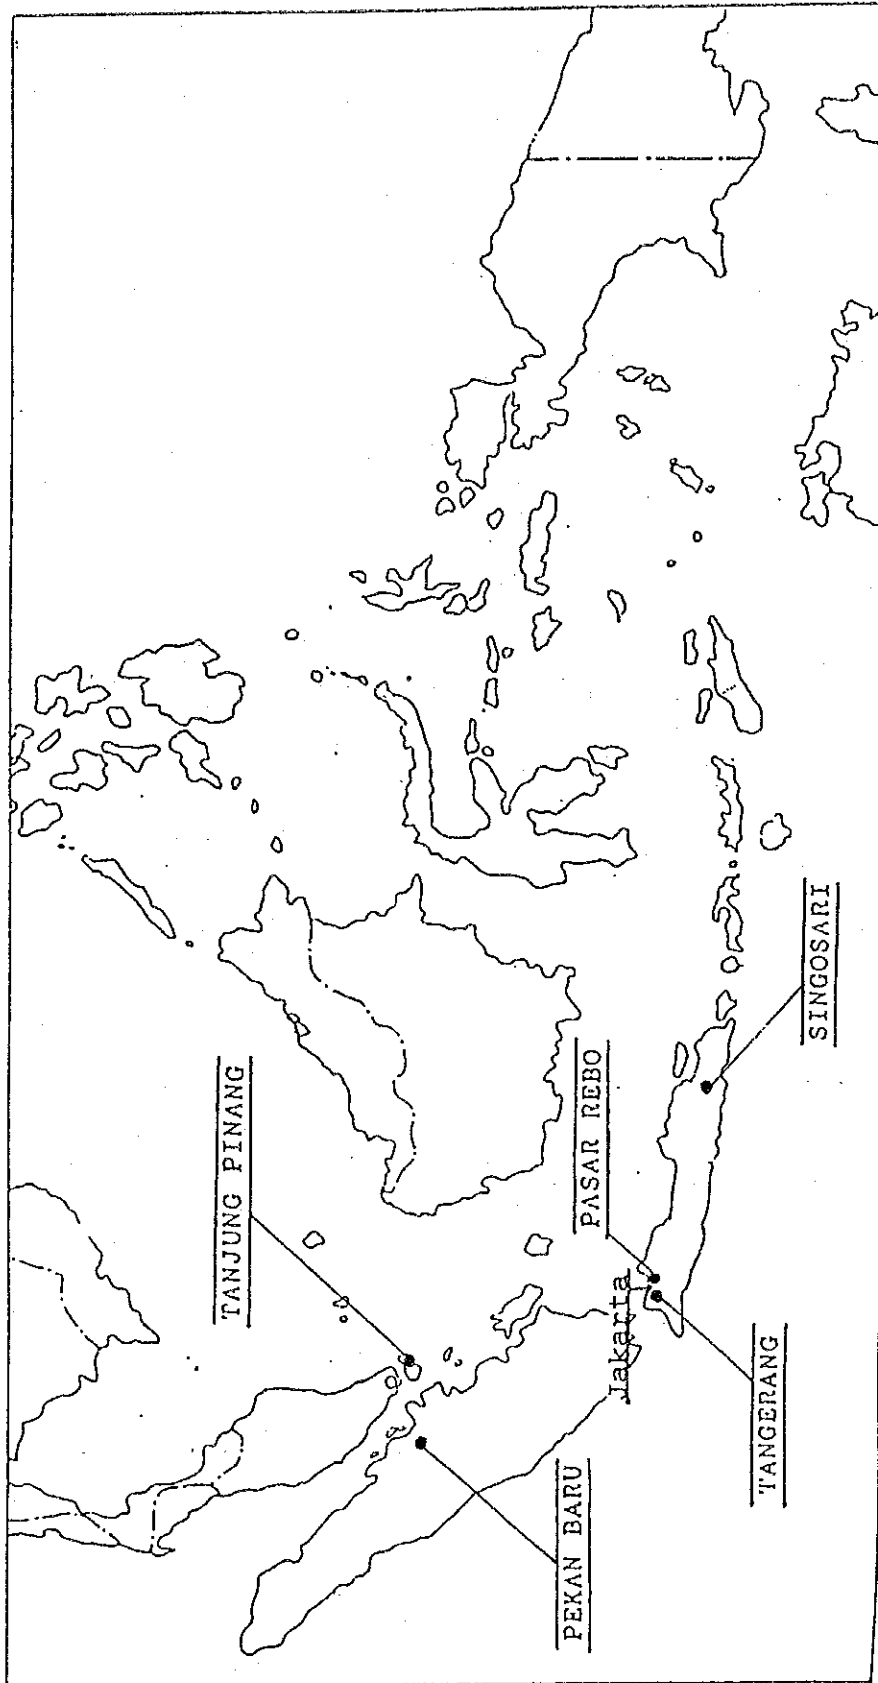 TANJUNG PINANG
PEKAN BARU
Jakarta
PASAR REBO
TANGERANG
SINGOSARI